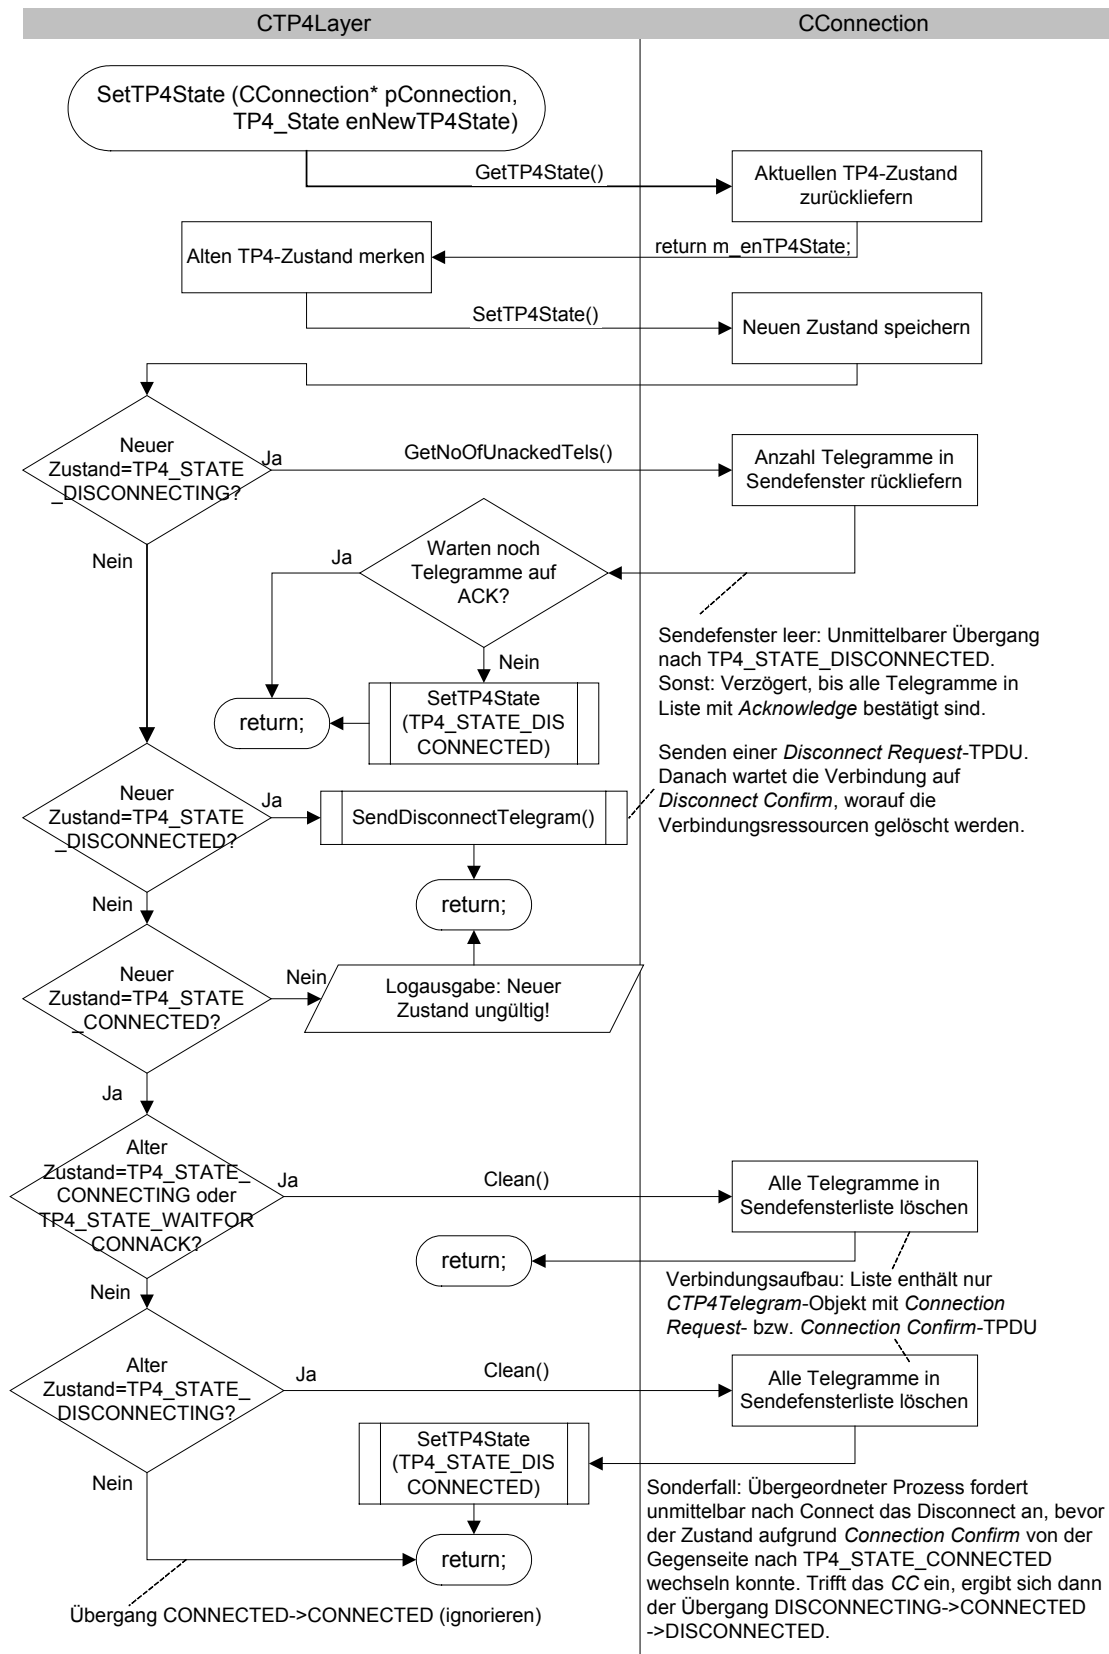 CTP4Layer
CConnection
SetTP4State (CConnection* pConnection,
TP4_State enNewTP4State)
GetTP4State()
Aktuellen TP4-Zustand
zurückliefern
return m_enTP4State;
Alten TP4-Zustand merken
SetTP4State()
Neuen Zustand speichern
Neuer
Zustand=TP4_STATE
_DISCONNECTING?
Ja
GetNoOfUnackedTels()
Anzahl Telegramme in
Sendefenster rückliefern
Nein
Warten noch
Telegramme auf
ACK?
Ja
Nein
Sendefenster leer: Unmittelbarer Übergang
nach TP4_STATE_DISCONNECTED.
Sonst: Verzögert, bis alle Telegramme in
Liste mit Acknowledge bestätigt sind.
SetTP4State
(TP4_STATE_DIS
CONNECTED)
return;
Senden einer Disconnect Request-TPDU.
Danach wartet die Verbindung auf
Disconnect Confirm, worauf die
Verbindungsressourcen gelöscht werden.
Neuer
Zustand=TP4_STATE
_DISCONNECTED?
Ja
SendDisconnectTelegram()
return;
Nein
Neuer
Zustand=TP4_STATE
_CONNECTED?
Nein
Logausgabe: Neuer
Zustand ungültig!
Ja
Alter
Zustand=TP4_STATE_
CONNECTING oder
TP4_STATE_WAITFOR
CONNACK?
Ja
Clean()
Alle Telegramme in
Sendefensterliste löschen
return;
Nein
Verbindungsaufbau: Liste enthält nur
CTP4Telegram-Objekt mit Connection
Request- bzw. Connection Confirm-TPDU
Alter
Zustand=TP4_STATE_
DISCONNECTING?
Ja
Clean()
Alle Telegramme in
Sendefensterliste löschen
SetTP4State
(TP4_STATE_DIS
CONNECTED)
Nein
return;
Sonderfall: Übergeordneter Prozess fordert
unmittelbar nach Connect das Disconnect an, bevor
der Zustand aufgrund Connection Confirm von der
Gegenseite nach TP4_STATE_CONNECTED
wechseln konnte. Trifft das CC ein, ergibt sich dann
der Übergang DISCONNECTING->CONNECTED
->DISCONNECTED.
Übergang CONNECTED->CONNECTED (ignorieren)